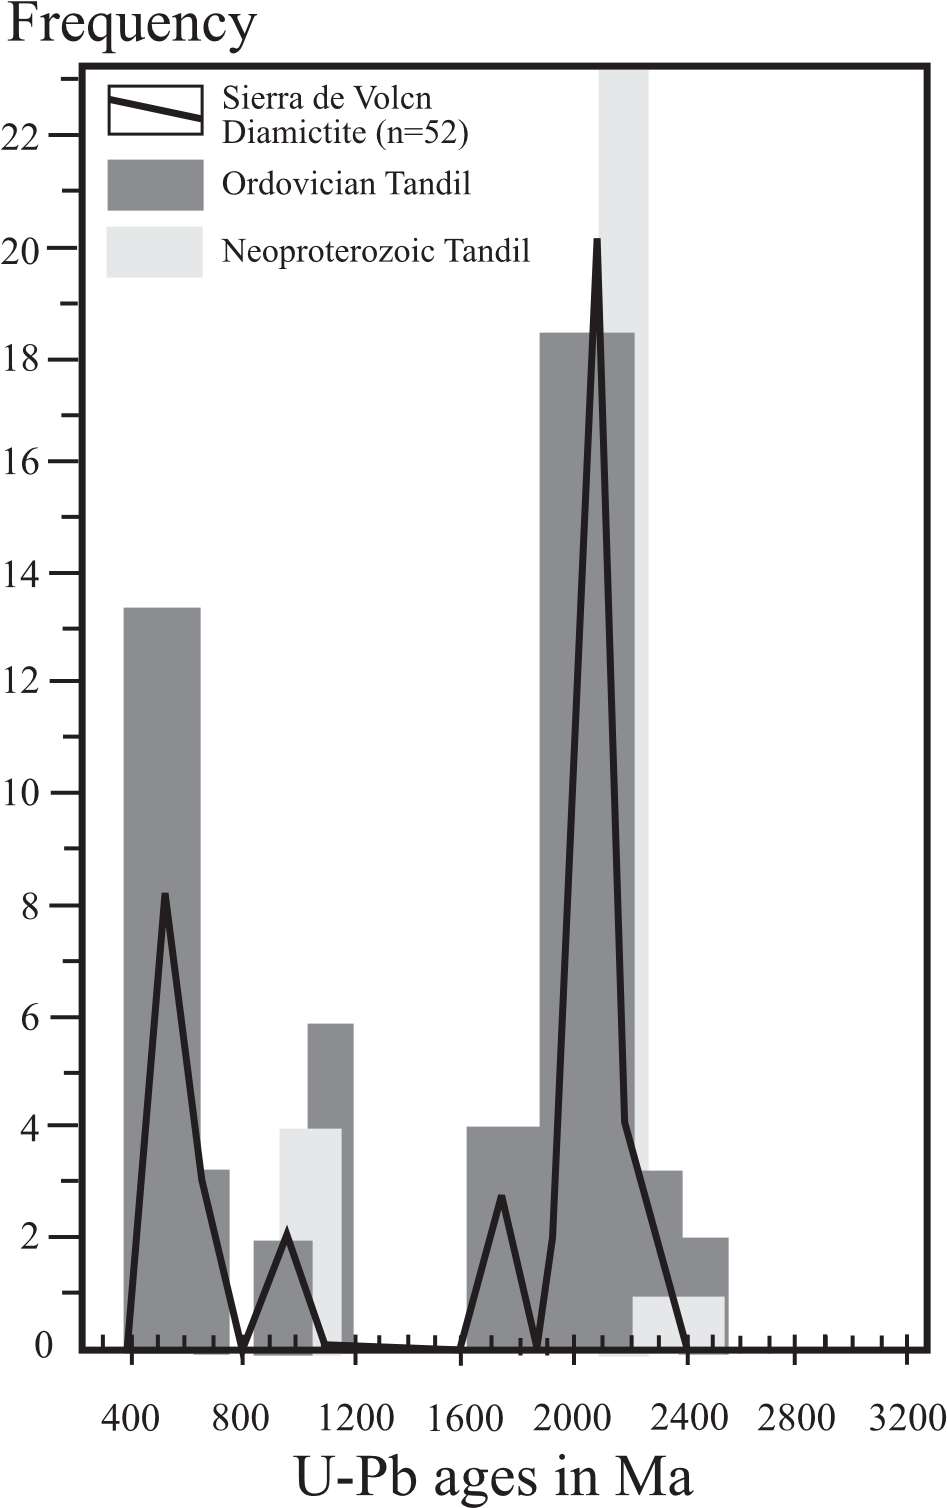 Frequency
Sierra de Volcn
Diamictite (n=52)
Ordovician Tandil
Neoproterozoic Tandil
22
20
18
16
14
12
10
8
6
4
2
0
400 800 1200 1600 2000 2400 2800 3200
U-Pb ages in Ma